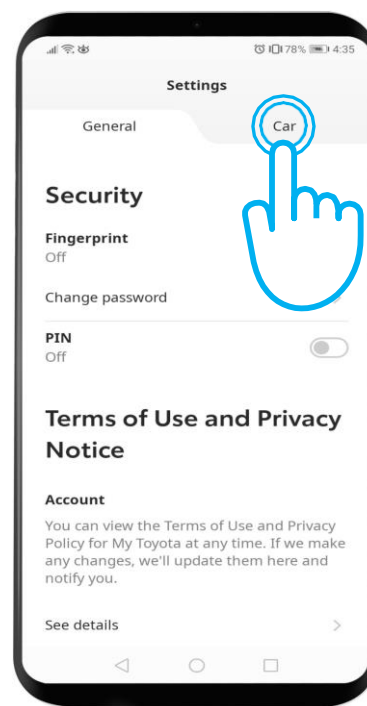 78% 4:35
Settings
General Car
Security
Fingerprint
Off
Change password
PIN
Off
Terms of Use and Privacy
Notice
Account
You can view the Terms of Use and Privacy
Policy for My Toyota at any time. If we make
any changes, we'll update them here and
notify you.
See details